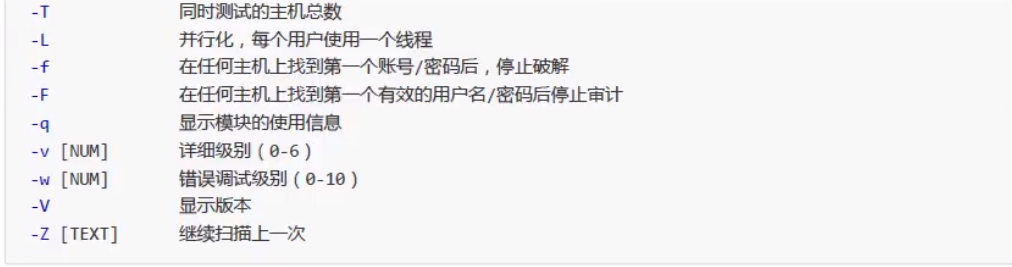 -T 同时测试的主机总数
-L 并行化，每个用户使用一个线程
-f 在任何主机上找到第一个账号/密码后，停止破解
-F 在任何主机上找到第一个有效的用户名/密码后停止审计
-q 显示模块的使用信息
-v [NUM] 详细级别（0-6）
-w [NUM] 错误调试级别（0-10）
-V 显示版本
-Z [TEXT] 继续扫描上一次